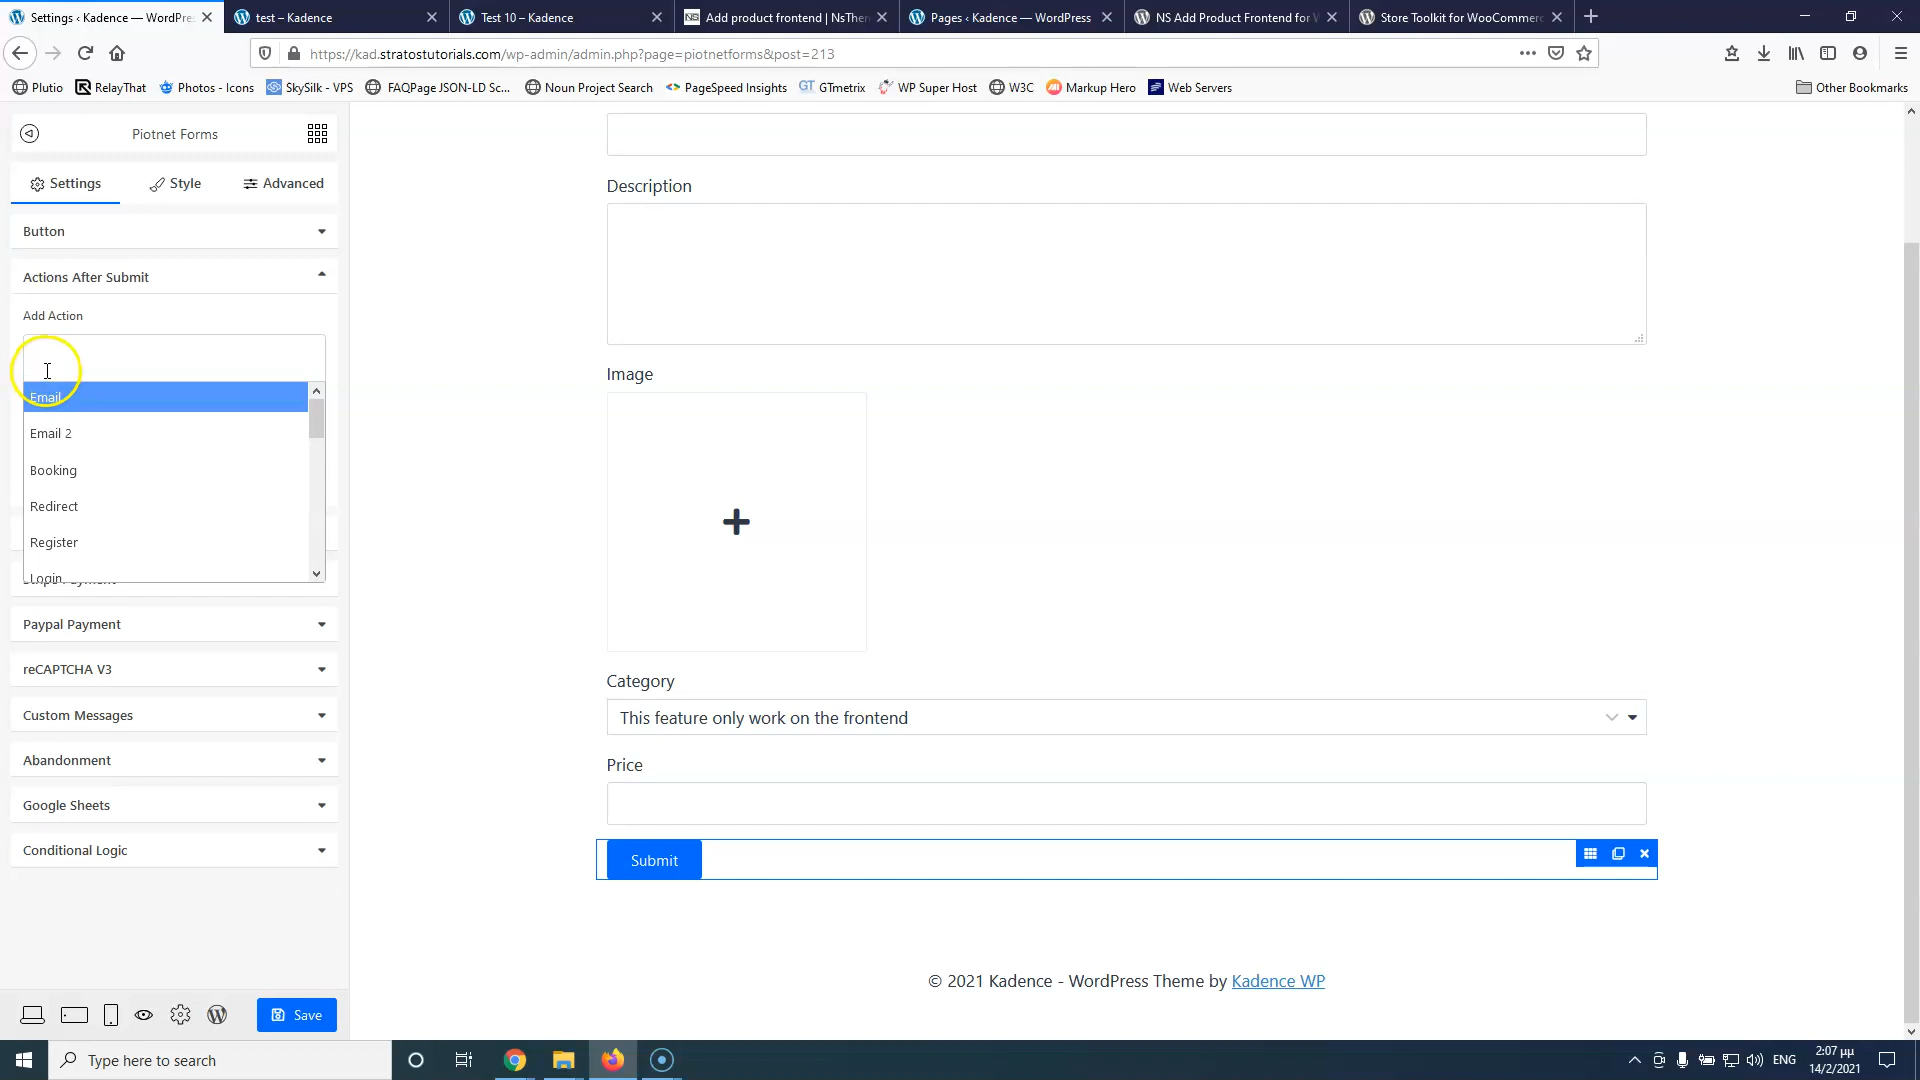 Settings ‹ Kadence — WordPre
test – Kadence
Test 10 – Kadence
Add product frontend | NsThe
Pages ‹ Kadence — WordPress
NS Add Product Frontend for
Store Toolkit for WooCommer
https://kad.stratostutorials.com/wp-admin/admin.php?page=piotnetforms&post=213
Plutio
RelayThat
Photos - Icons
SkySilk - VPS
FAQPage JSON-LD Sc...
Noun Project Search
PageSpeed Insights
GTmetrix
WP Super Host
W3C
Markup Hero
Web Servers
Other Bookmarks
Piotnet Forms
Settings
Style
Advanced
Button
Actions After Submit
Add Action
Email
Email 2
Booking
Redirect
Register
Login
Paypal Payment
reCAPTCHA V3
Custom Messages
Abandonment
Google Sheets
Conditional Logic
Save
Description
Image
Category
This feature only work on the frontend
Price
Submit
© 2021 Kadence - WordPress Theme by Kadence WP
Type here to search
ENG
2:07 μμ
14/2/2021